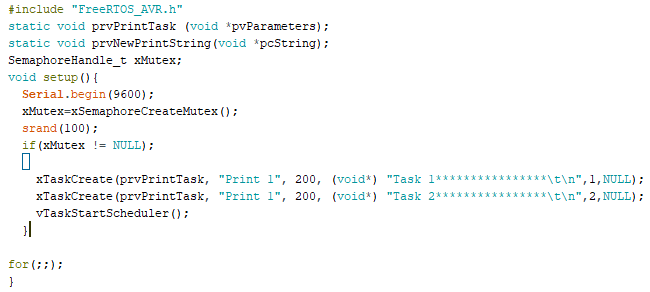 #include "FreeRTOS_AVR.h"
static void prvPrintTask (void *pvParameters);
static void prvNewPrintString(void *pcString);
SemaphoreHandle_t xMutex;
void setup(){
  Serial.begin(9600);
  xMutex=xSemaphoreCreateMutex();
  srand(100);
  if(xMutex != NULL);
  {
    xTaskCreate(prvPrintTask, "Print 1", 200, (void*) "Task 1****************\t\n",1,NULL);
    xTaskCreate(prvPrintTask, "Print 1", 200, (void*) "Task 2****************\t\n",2,NULL);
    vTaskStartScheduler();
  }
for(;;);
}